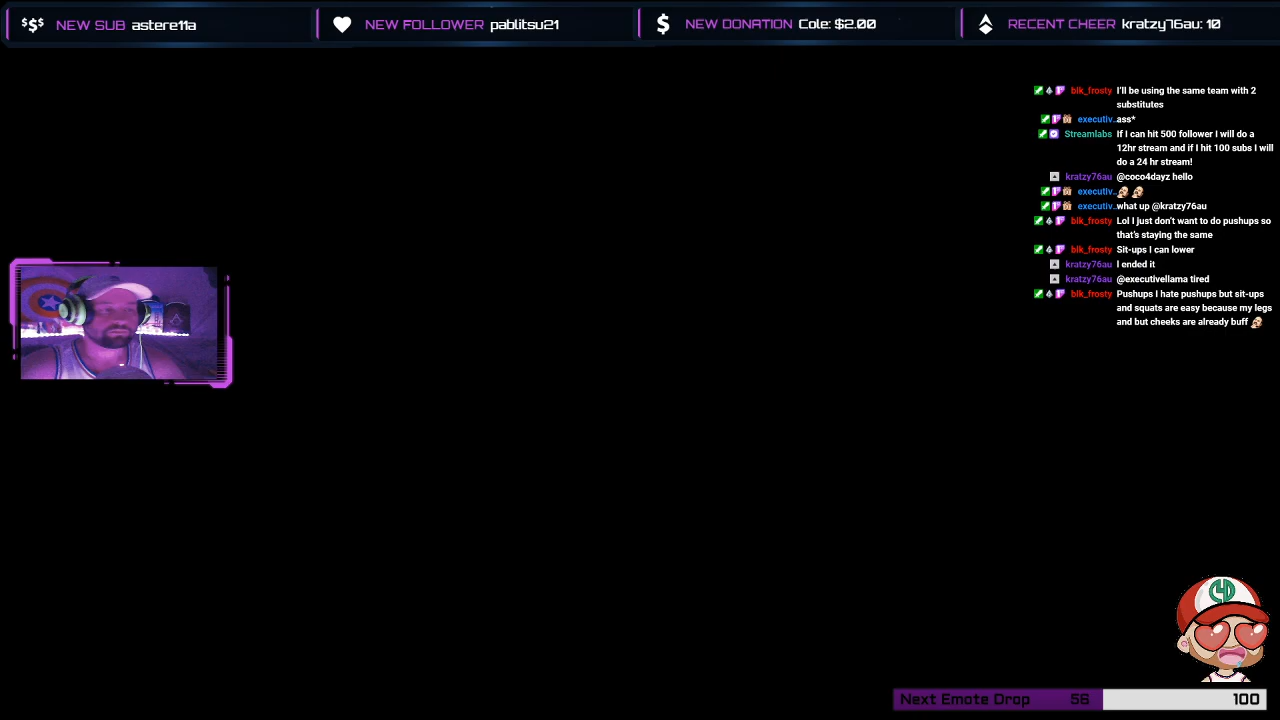 NEW SUB astere11a
NEW FOLLOWER pablitsu21
NEW DONATION Cole: $2.00
RECENT CHEER kratzy76au: 10
blk_frosty I'll be using the same team with 2
substitutes
executiv.. ass*
Streamlabs If I can hit 500 follower I will do a
12hr stream and if I hit 100 subs I will
do a 24 hr stream!
kratzy76au @coco4dayz hello
executiv..
executiv.. what up @kratzy76au
blk_frosty Lol I just don't want to do pushups so
that's staying the same
blk_frosty Sit-ups I can lower
kratzy76au I ended it
kratzy76au @executivellama tired
blk_frosty Pushups I hate pushups but sit-ups
and squats are easy because my legs
and but cheeks are already buff
C4D
Next Emote Drop 56 100